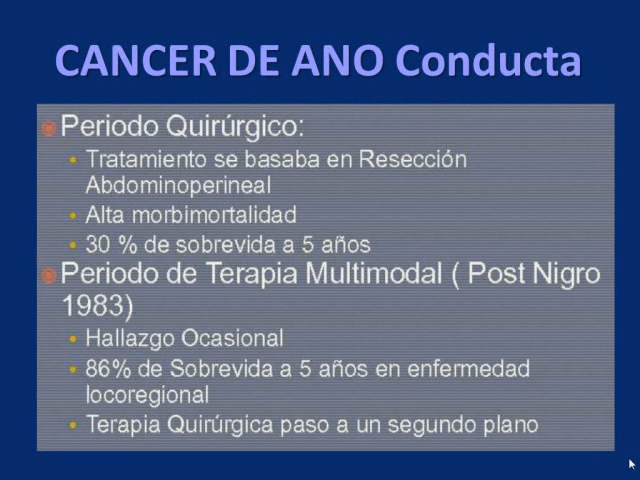 CANCER DE ANO Conducta
Periodo Quirúrgico:
Tratamiento se basaba en Resección
Abdominoperineal
Alta morbimortalidad
30 % de sobrevida a 5 años
Periodo de Terapia Multimodal ( Post Nigro
1983)
Hallazgo Ocasional
86% de Sobrevida a 5 años en enfermedad
locoregional
Terapia Quirúrgica paso a un segundo plano